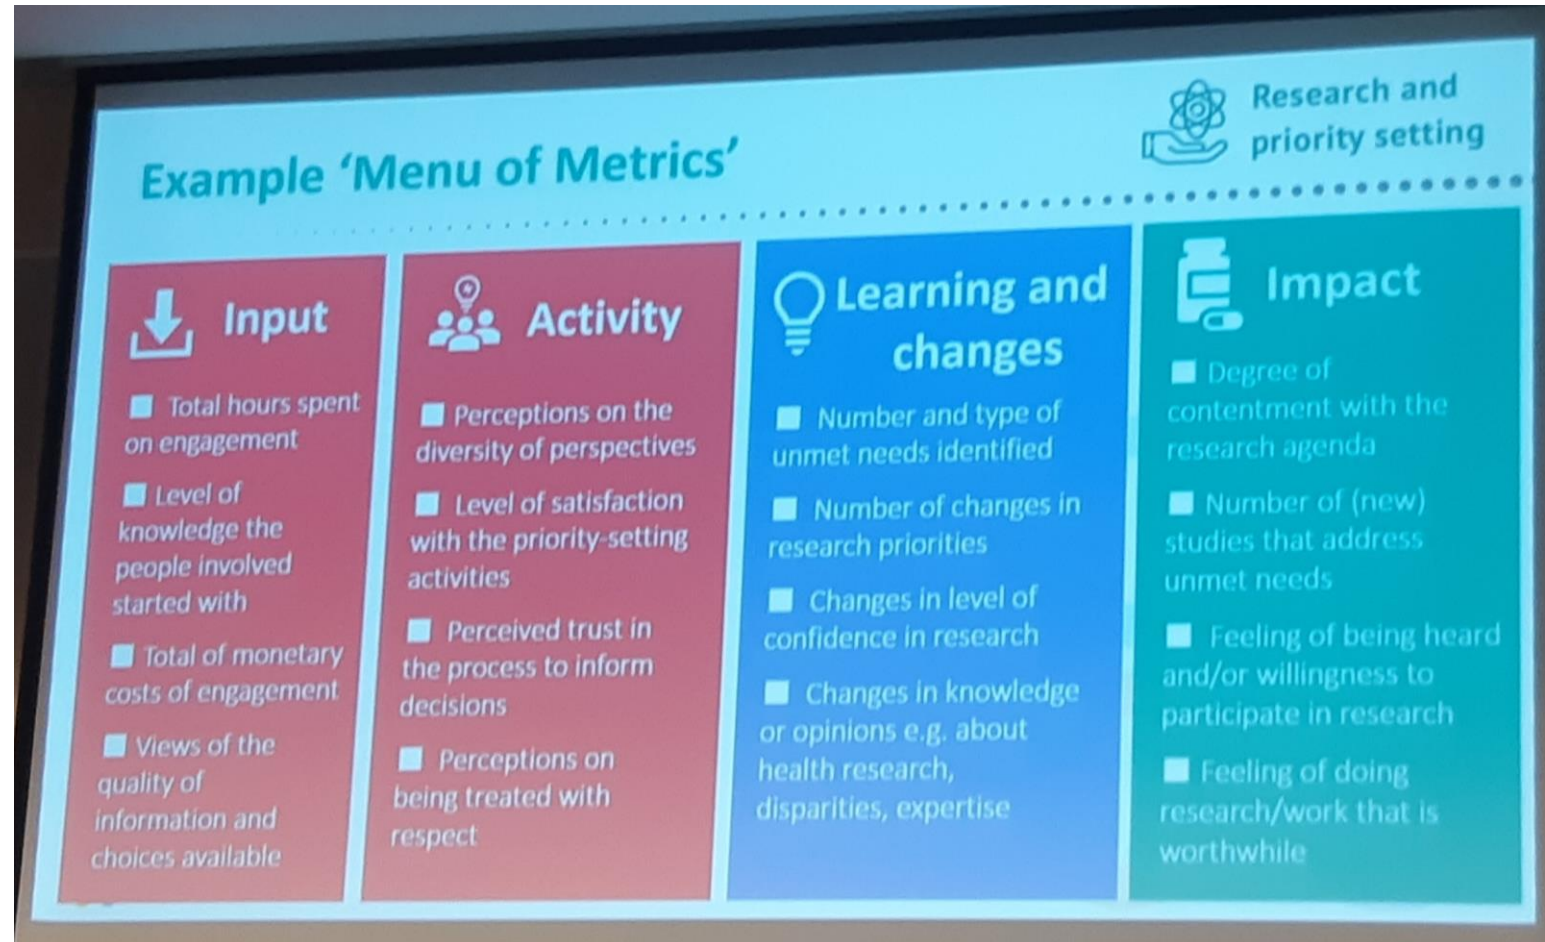 Research and
priority setting
Example ‘Menu of Metrics’
Input
Total hours spent
on engagement
Level of
knowledge the
people involved
started with
Total of monetary
costs of engagement
Views of the
quality of
information and
choices available
Activity
Perceptions on the
diversity of perspectives
Level of satisfaction
with the priority-setting
activities
Perceived trust in
the process to inform
decisions
Perceptions on
being treated with
respect
Learning and
changes
Number and type of
unmet needs identified
Number of changes in
research priorities
Changes in level of
confidence in research
Changes in knowledge
or opinions e.g. about
health research,
disparities, expertise
Impact
Degree of
contentment with the
research agenda
Number of (new)
studies that address
unmet needs
Feeling of being heard
and/or willingness to
participate in research
Feeling of doing
research/work that is
worthwhile